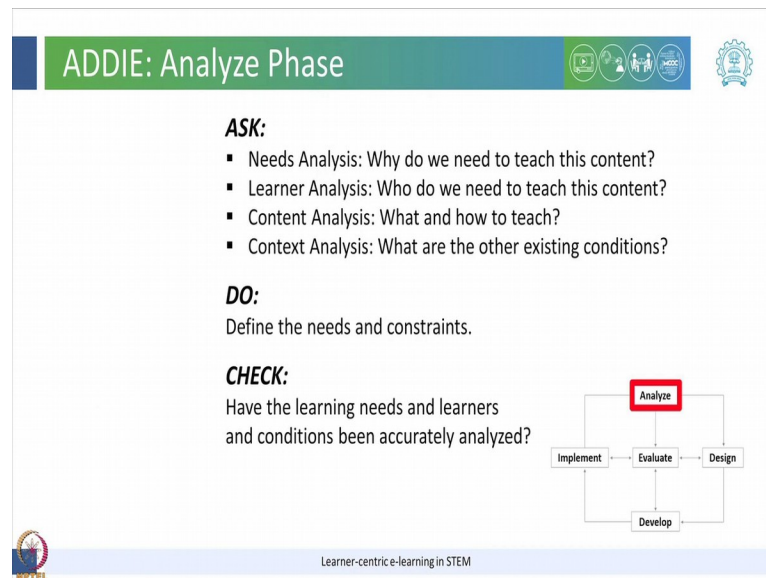 ADDIE: Analyze Phase
MOOC
ASK:
▪ Needs Analysis: Why do we need to teach this content?
▪ Learner Analysis: Who do we need to teach this content?
▪ Content Analysis: What and how to teach?
▪ Context Analysis: What are the other existing conditions?
DO:
Define the needs and constraints.
CHECK:
Have the learning needs and learners
and conditions been accurately analyzed?
Analyze
Implement
Evaluate
Design
Develop
Learner-centric e-learning in STEM
NPTEL